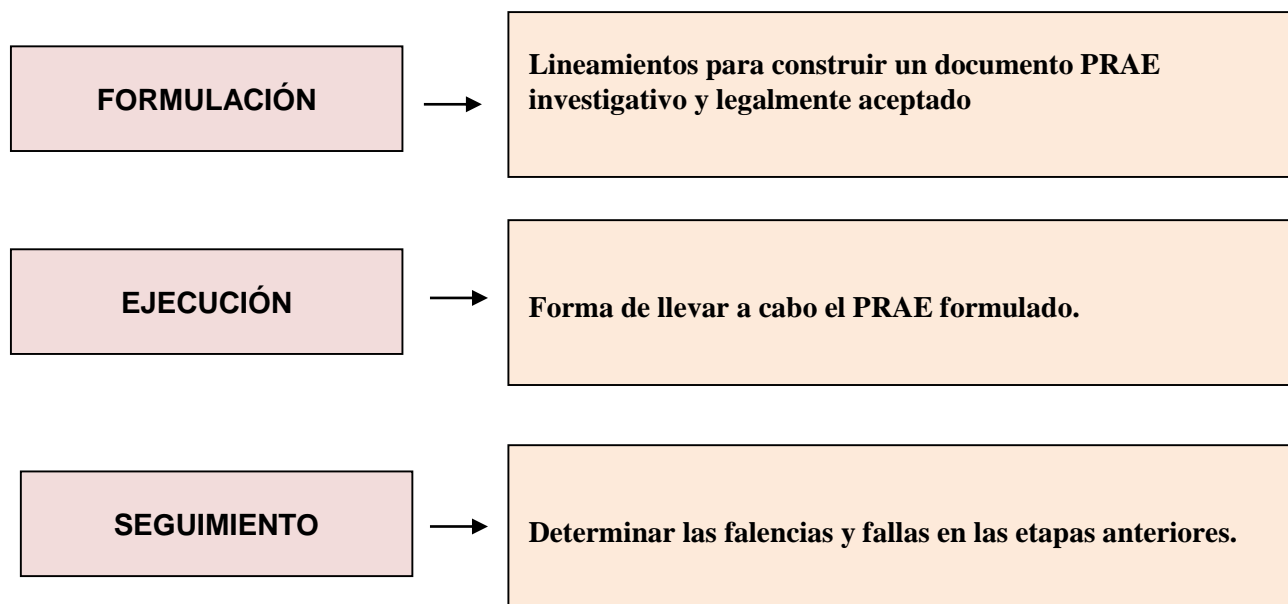 FORMULACIÓN
Lineamientos para construir un documento PRAE
investigativo y legalmente aceptado
EJECUCIÓN
Forma de llevar a cabo el PRAE formulado.
SEGUIMIENTO
Determinar las falencias y fallas en las etapas anteriores.